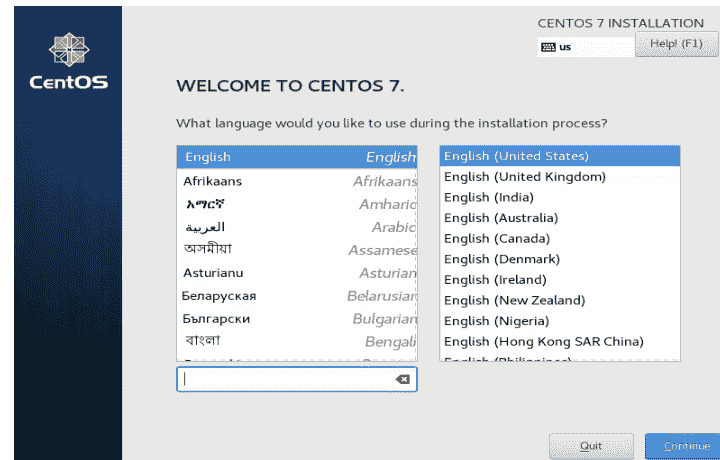 CENTOS 7 INSTALLATION
us
Help! (F1)
CentOS
WELCOME TO CENTOS 7.
What language would you like to use during the installation process?
English English
Afrikaans Afrikaans
አማርኛ Amharic
العربية Arabic
অসমীয়া Assamese
Asturianu Asturian
Беларуская Belarusian
Български Bulgarian
বাংলা Bengali
English (United States)
English (United Kingdom)
English (India)
English (Australia)
English (Canada)
English (Denmark)
English (Ireland)
English (New Zealand)
English (Nigeria)
English (Hong Kong SAR China)
English (Philippines)
Quit
Continue